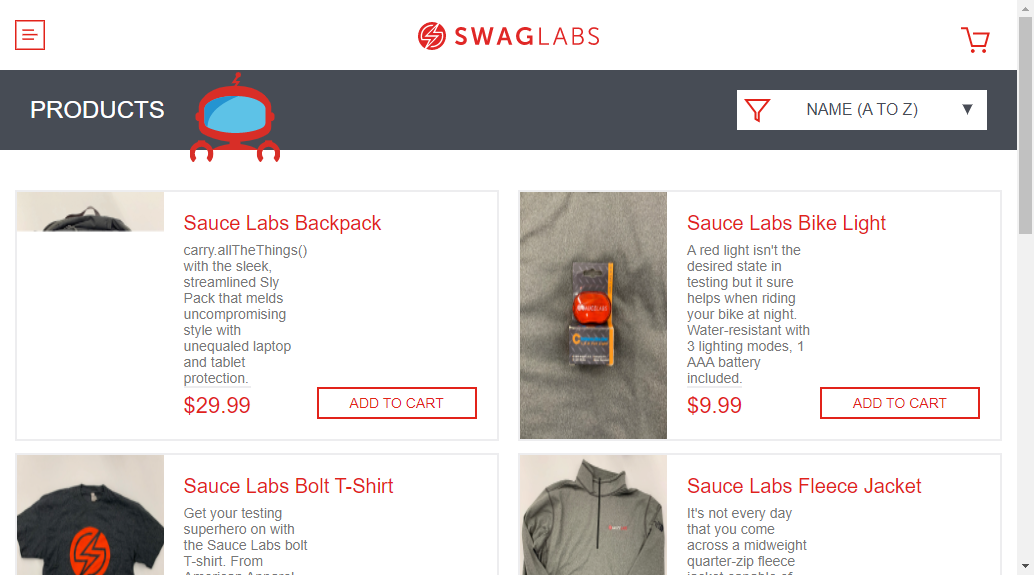 SWAGLABS
PRODUCTS
NAME (A TO Z)
Sauce Labs Backpack
carry.allTheThings()
with the sleek,
streamlined Sly
Pack that melds
uncompromising
style with
unequaled laptop
and tablet
protection.
$29.99
ADD TO CART
Sauce Labs Bike Light
A red light isn't the
desired state in
testing but it sure
helps when riding
your bike at night.
Water-resistant with
3 lighting modes, 1
AAA battery
included.
$9.99
ADD TO CART
Sauce Labs Bolt T-Shirt
Get your testing
superhero on with
the Sauce Labs bolt
T-shirt. From
American Apparel
Sauce Labs Fleece Jacket
It's not every day
that you come
across a midweight
quarter-zip fleece
jacket capable of